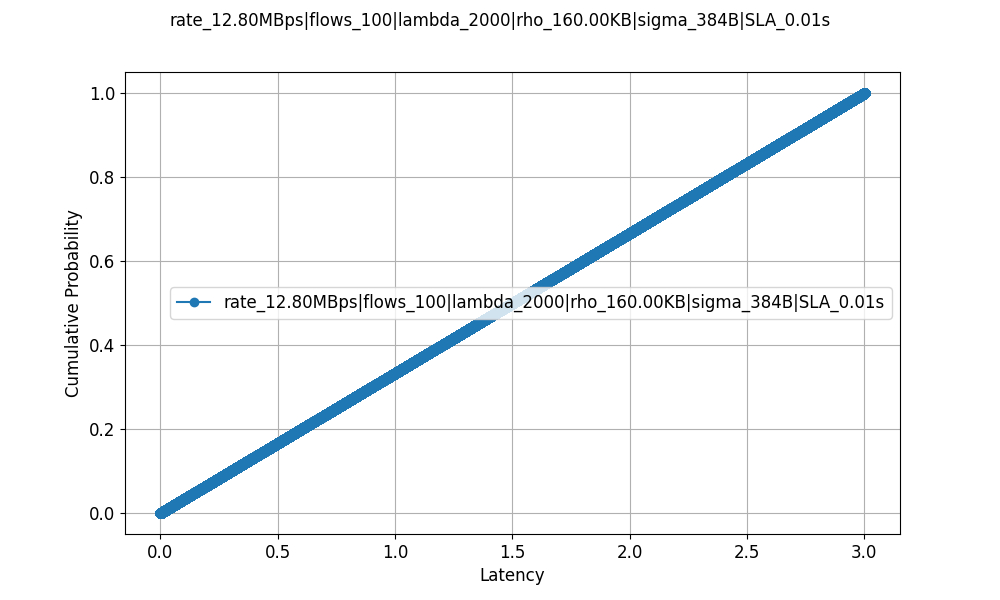 rate_12.80MBps|flows_100|lambda_2000|rho_160.00KB|sigma_384B|SLA_0.01s
1.0
0.8
0.6
0.4
0.2
0.0
Cumulative Probability
rate_12.80MBps|flows_100|lambda_2000|rho_160.00KB|sigma_384B|SLA_0.01s
0.0 0.5 1.0 1.5 2.0 2.5 3.0
Latency